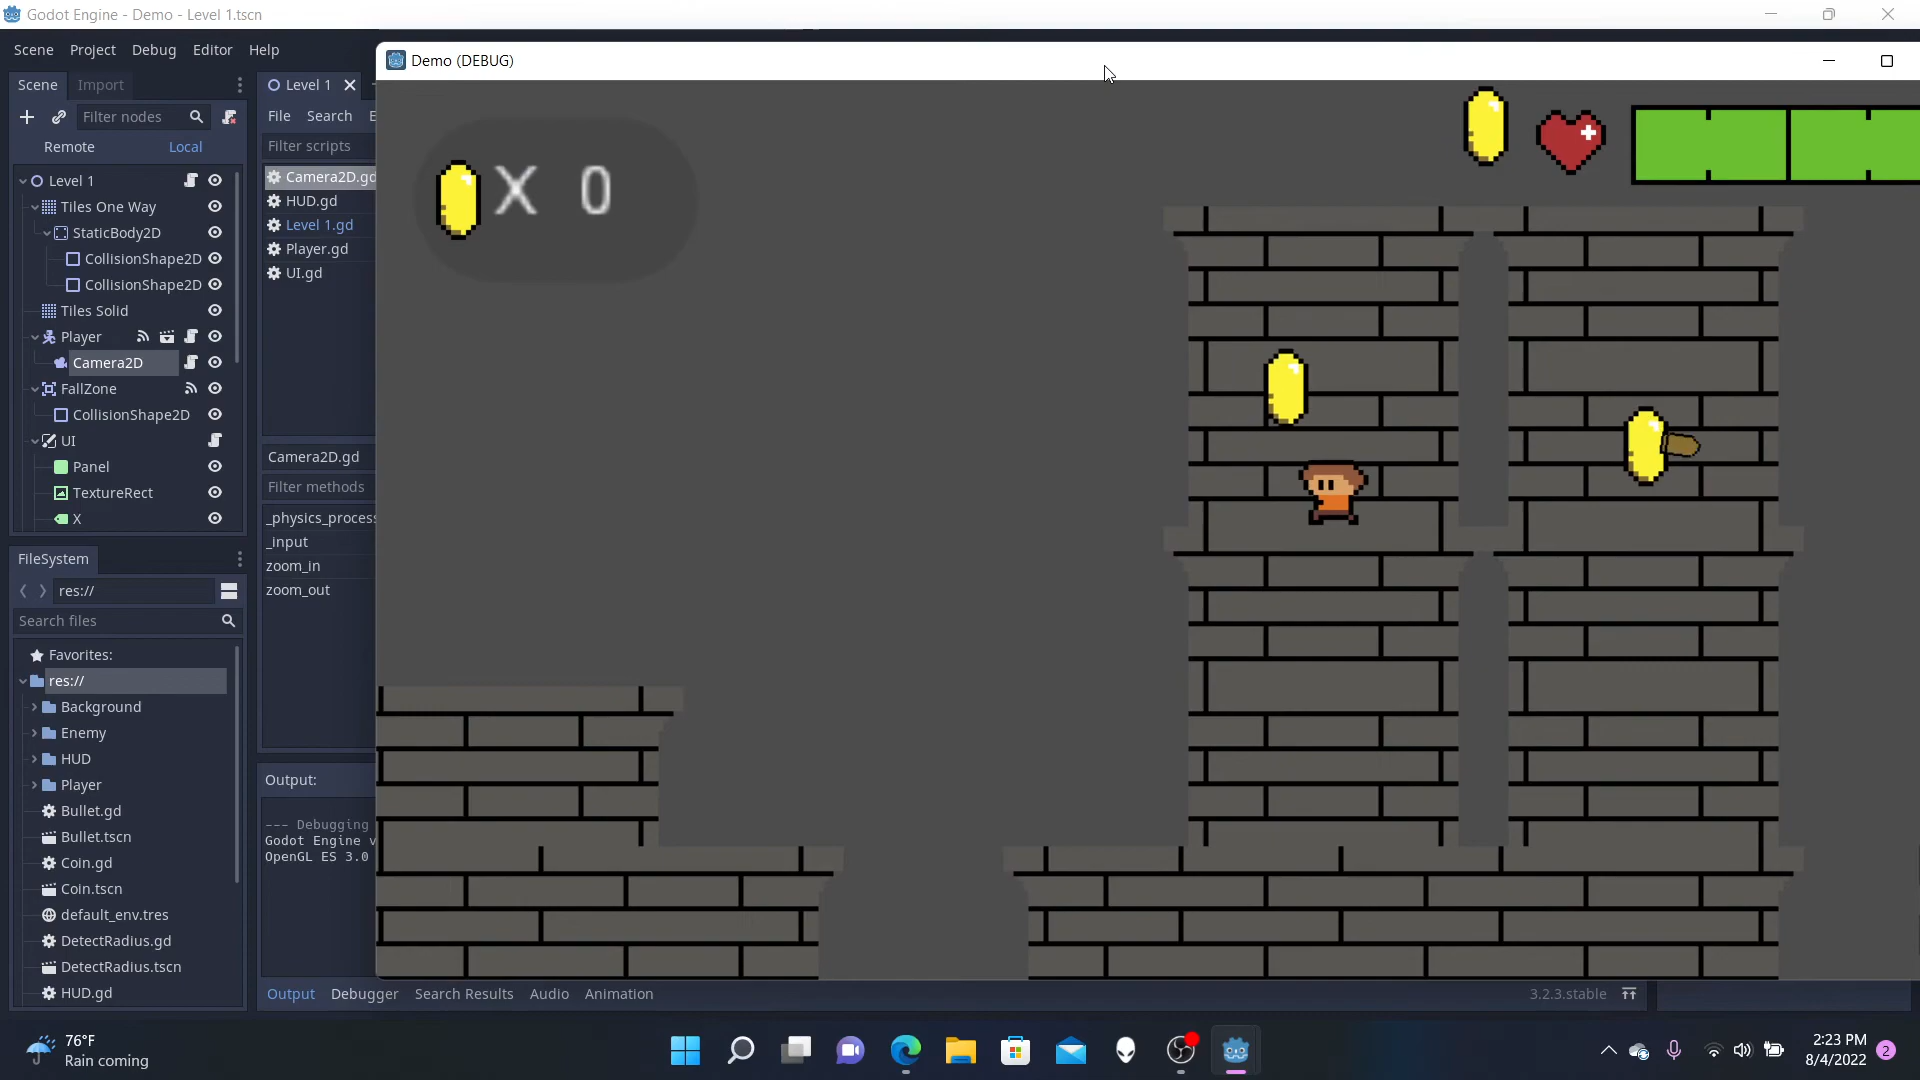 Godot Engine - Demo - Level 1.tscn
Scene Project Debug Editor Help
Demo (DEBUG)
Scene Import
Level 1
Filter nodes
File Search E
Remote Local
Filter scripts
Level 1
Tiles One Way
StaticBody2D
CollisionShape2D
CollisionShape2D
Tiles Solid
Player
Camera2D
FallZone
CollisionShape2D
UI
Panel
TextureRect
X
Camera2D.gd
HUD.gd
Level 1.gd
Player.gd
UI.gd
Camera2D.gd
Filter methods
_physics_process
_input
zoom_in
zoom_out
X 0
FileSystem
res://
Search files
Favorites:
res://
Background
Enemy
HUD
Player
Bullet.gd
Bullet.tscn
Coin.gd
Coin.tscn
default_env.tres
DetectRadius.gd
DetectRadius.tscn
HUD.gd
Output:
--- Debugging
Godot Engine v
OpenGL ES 3.0
Output Debugger Search Results Audio Animation
3.2.3.stable
76°F
Rain coming
2:23 PM
8/4/2022
2